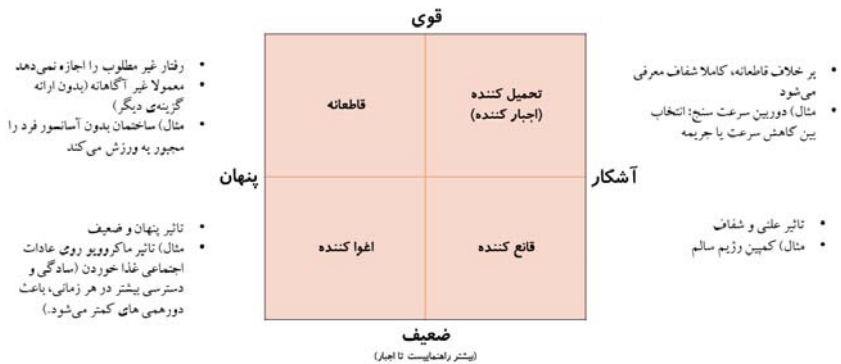 قوی
• بر خلاف قاطعانه، کاملا شفاف معرفی
می‌شود
• مثال) دوربین سرعت سنج: انتخاب
بین کاهش سرعت یا جریمه
تحمیل کننده
(اجبار کننده)
قاطعانه
• رفتار غیر مطلوب را اجازه نمی‌دهد
• معمولا غیر آگاهانه (بدون ارائه
گزینه‌ی دیگر)
• مثال) ساختمان بدون آسانسور فرد را
مجبور به ورزش می‌کند
آشکار
پنهان
• تاثیر علنی و شفاف
• مثال) کمپین رژیم سالم
قانع کننده
اغوا کننده
• تاثیر پنهان و ضعیف
• مثال) تاثیر ماکروویو روی عادات
اجتماعی غذا خوردن (سادگی و
دسترسی بیشتر در هر زمانی، باعث
دورهمی های کمتر می‌شود.)
ضعیف
(بیشتر راهنماییست تا اجبار)